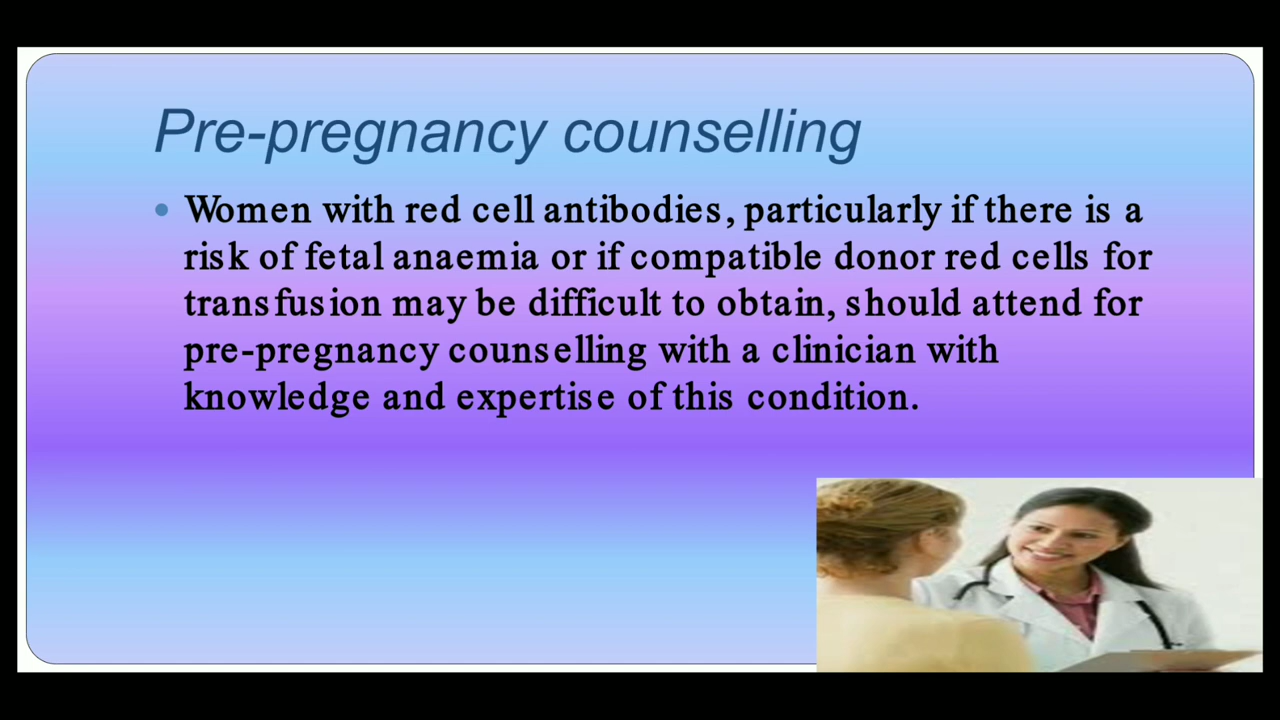 Pre-pregnancy counselling
• Women with red cell antibodies, particularly if there is a
risk of fetal anaemia or if compatible donor red cells for
transfusion may be difficult to obtain, should attend for
pre-pregnancy counselling with a clinician with
knowledge and expertise of this condition.